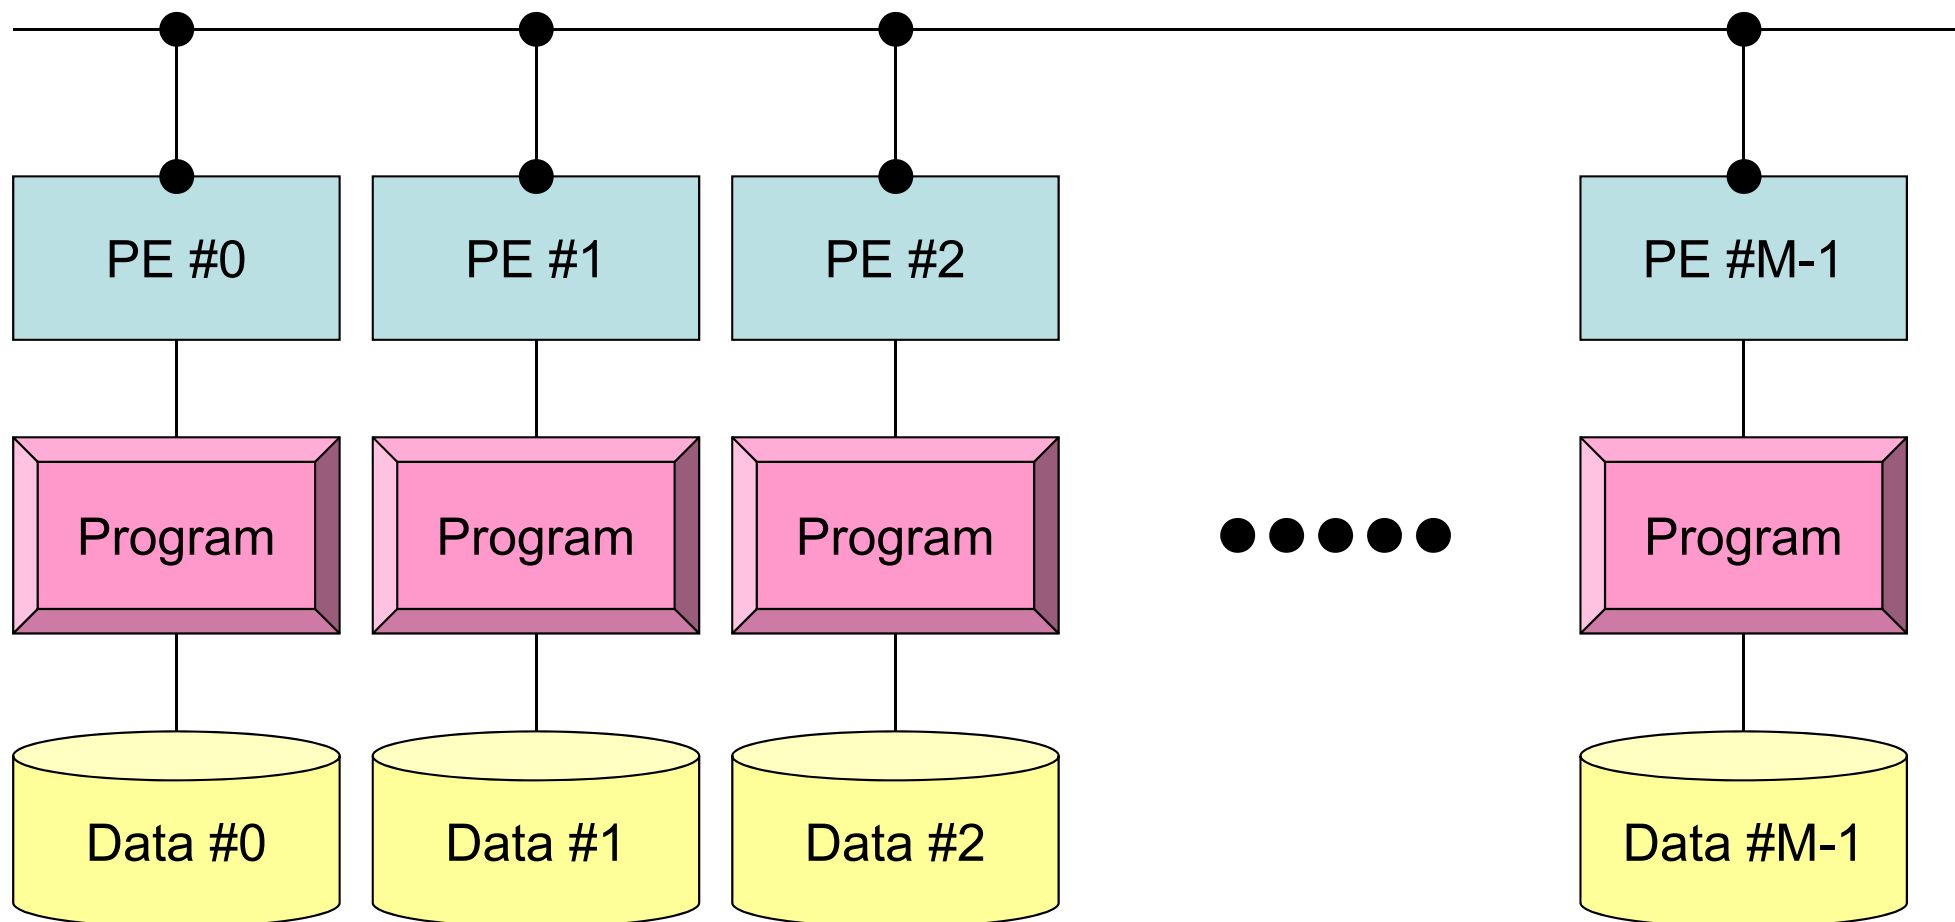 PE #0
PE #1
PE #2
PE #M-1
Program
Program
Program
Program
Data #0
Data #1
Data #2
Data #M-1